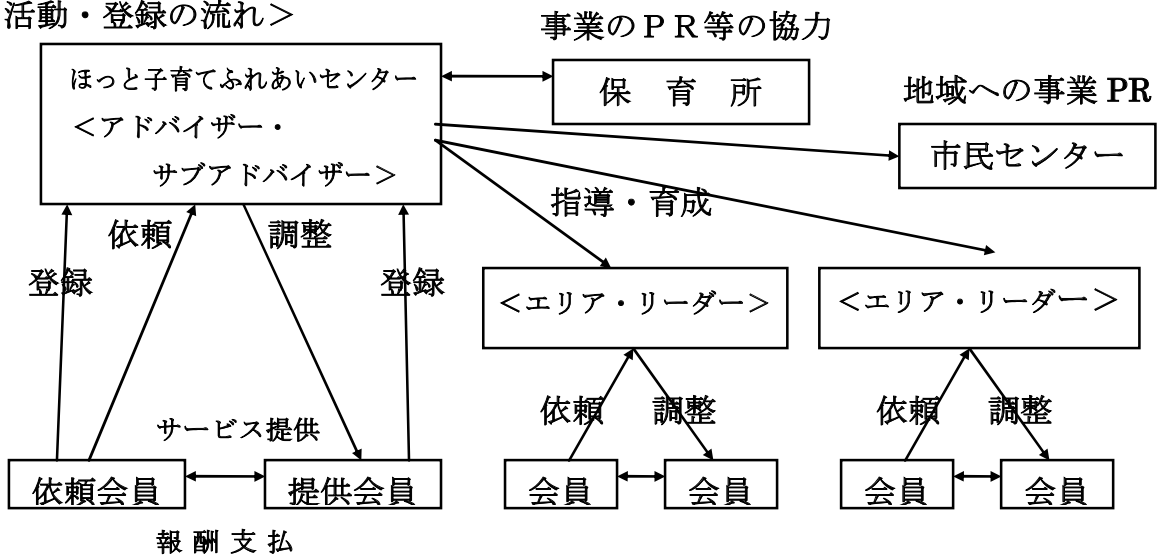 活動・登録の流れ＞
事業のＰＲ等の協力
ほっと子育てふれあいセンター
＜アドバイザー・
サブアドバイザー＞
保　育　所
地域への事業 PR
市民センター
指導・育成
依頼
調整
登録
登録
＜エリア・リーダー＞
＜エリア・リーダー＞
サービス提供
依頼
調整
依頼
調整
依頼会員
提供会員
会員
会員
会員
会員
報 酬 支 払